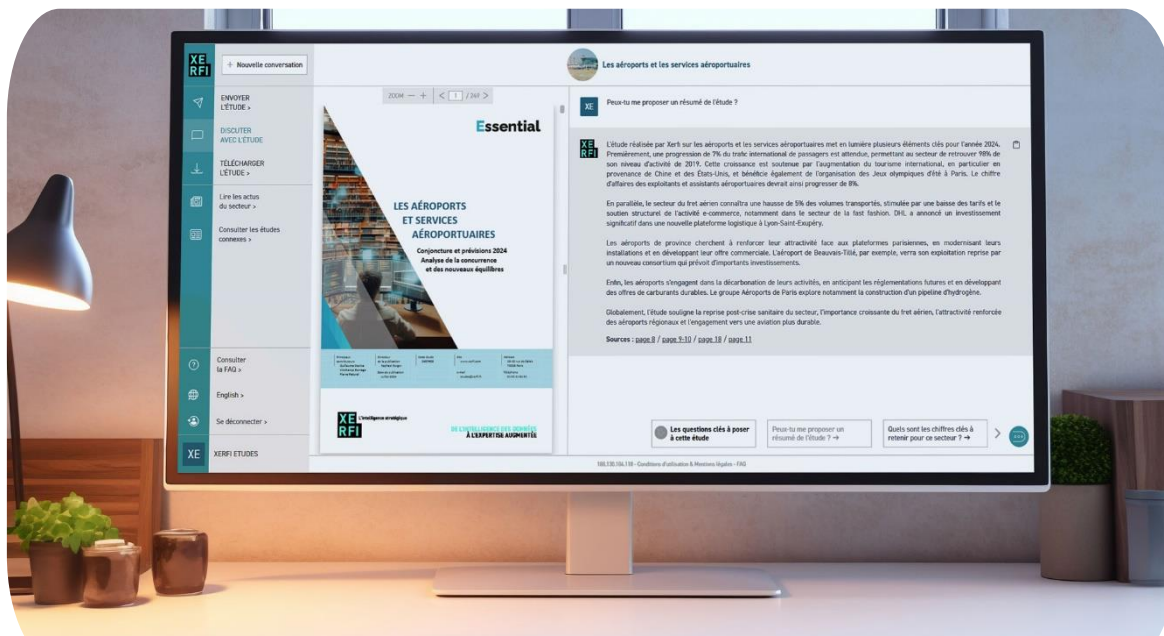 XERFI
+ Nouvelle conversation
ENVOYER
L'ÉTUDE >
DISCUTER
AVEC L'ÉTUDE
TÉLÉCHARGER
L'ÉTUDE >
Lire les actus
du secteur >
Consulter les études
connexes >
Consulter
la FAQ >
English >
Se déconnecter >
XE XERFI ETUDES
ZOOM — + < 1 / 249 >
Essential
LES AÉROPORTS
ET SERVICES
AÉROPORTUAIRES
Conjoncture et prévisions 2024
Analyse de la concurrence
et des nouveaux équilibres
XERFI L'intelligence stratégique
DE L'INTELLIGENCE DES DONNÉES
À L'EXPERTISE AUGMENTÉE
Les aéroports et les services aéroportuaires
XE Peux-tu me proposer un résumé de l'étude ?
XERFI
L'étude réalisée par Xerfi sur les aéroports et les services aéroportuaires met en lumière plusieurs éléments clés pour l'année 2024.
Premièrement, une progression de 7% du trafic international de passagers est attendue, permettant au secteur de retrouver 98% de
son niveau d'activité de 2019. Cette croissance est soutenue par l'augmentation du tourisme international, en particulier en
provenance de Chine et des États-Unis, et bénéficie également de l'organisation des Jeux olympiques d'été à Paris. Le chiffre
d'affaires des exploitants et assistants aéroportuaires devrait ainsi progresser de 8%.
En parallèle, le secteur du fret aérien connaîtra une hausse de 5% des volumes transportés, stimulée par une baisse des tarifs et le
soutien structurel de l'activité e-commerce, notamment dans le secteur de la fast fashion. DHL a annoncé un investissement
significatif dans une nouvelle plateforme logistique à Lyon-Saint-Exupéry.
Les aéroports de province cherchent à renforcer leur attractivité face aux plateformes parisiennes, en modernisant leurs
installations et en développant leur offre commerciale. L'aéroport de Beauvais-Tillé, par exemple, verra son exploitation reprise par
un nouveau consortium qui prévoit d'importants investissements.
Enfin, les aéroports s'engagent dans la décarbonation de leurs activités, en anticipant les réglementations futures et en développant
des offres de carburants durables. Le groupe Aéroports de Paris explore notamment la construction d'un pipeline d'hydrogène.
Globalement, l'étude souligne la reprise post-crise sanitaire du secteur, l'importance croissante du fret aérien, l'attractivité renforcée
des aéroports régionaux et l'engagement vers une aviation plus durable.
Sources : page 8 / page 9-10 / page 18 / page 11
Les questions clés à poser
à cette étude
Peux-tu me proposer un
résumé de l'étude ? →
Quels sont les chiffres clés à
retenir pour ce secteur ? →
- Conditions d'utilisation & Mentions légales - FAQ